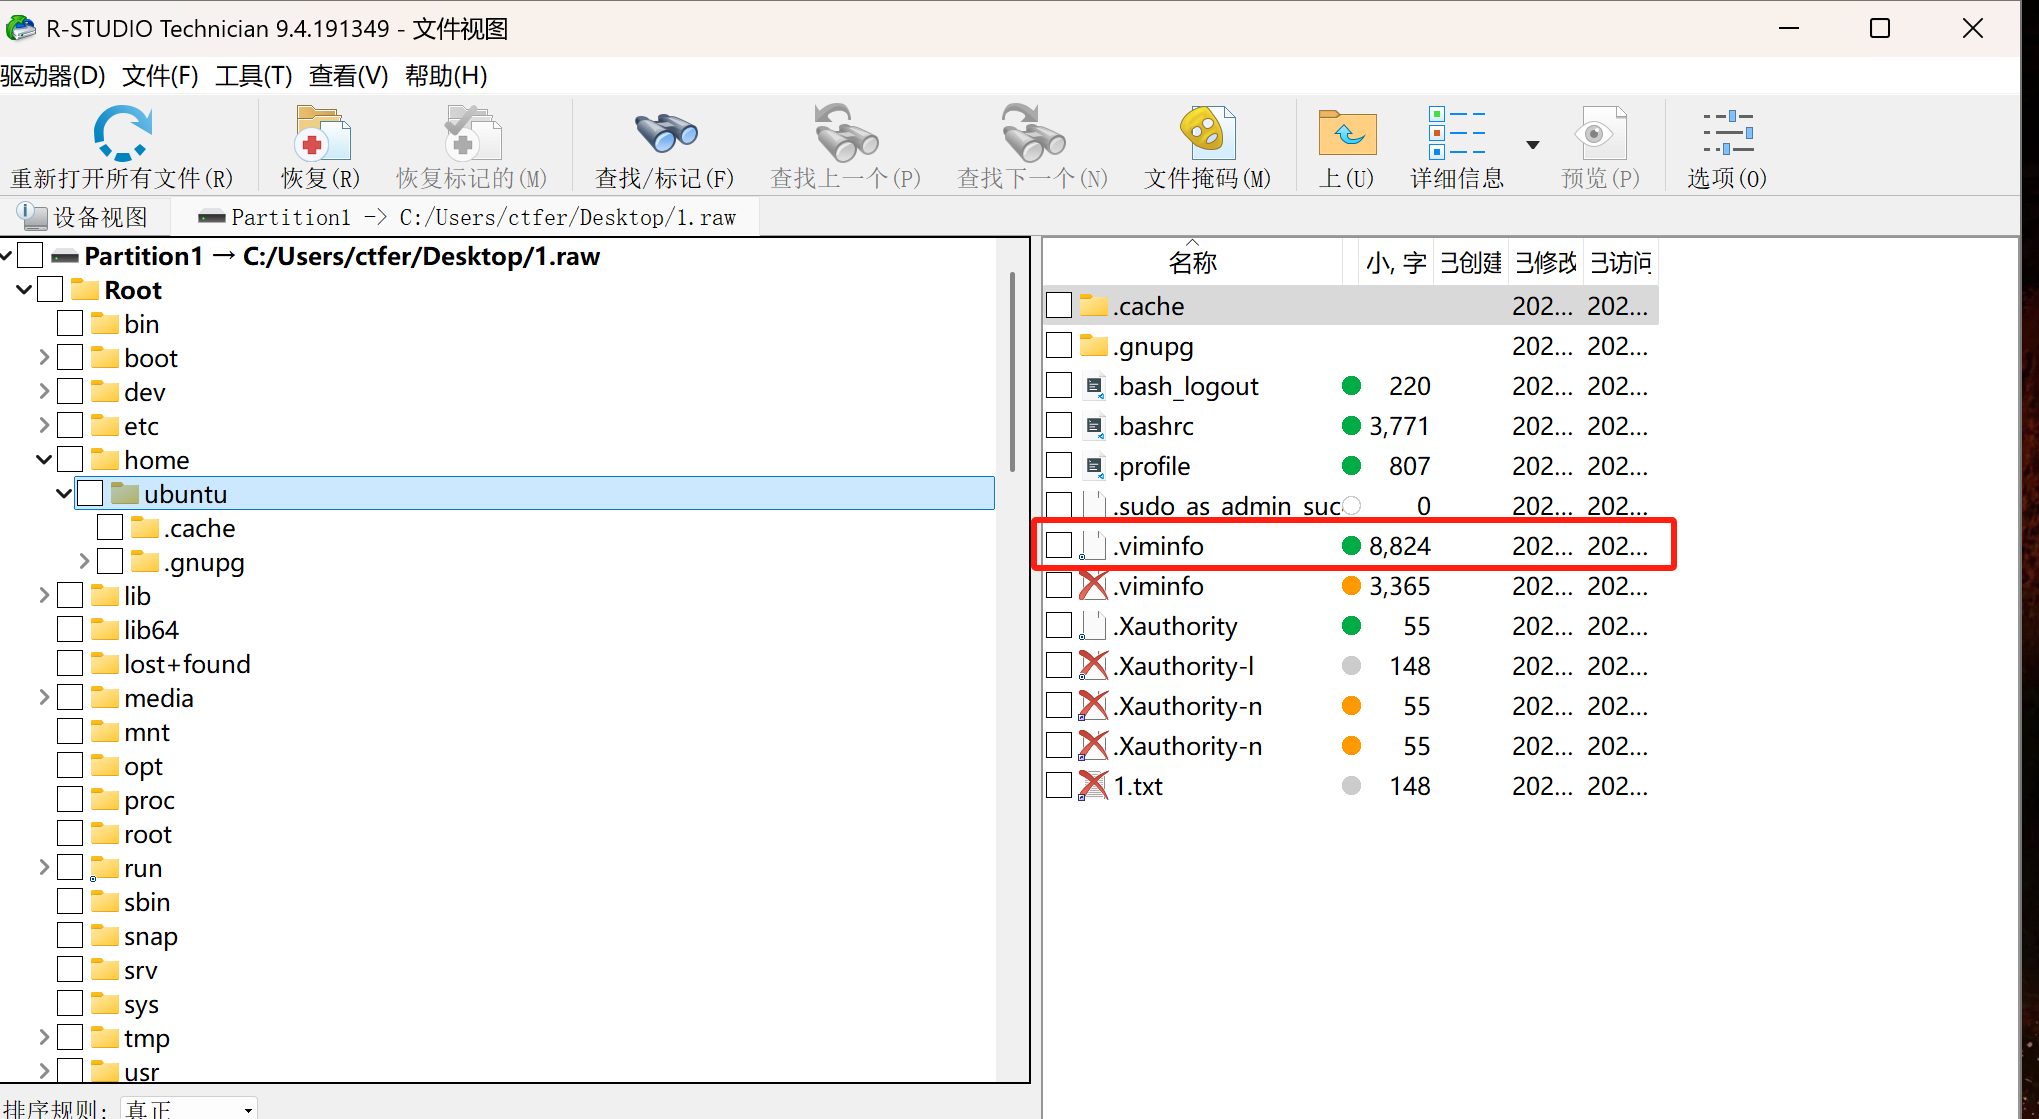 R-STUDIO Technician 9.4.191349 - 文件视图
驱动器(D) 文件(F) 工具(T) 查看(V) 帮助(H)
重新打开所有文件(R) 恢复(R) 恢复标记的(M) 查找/标记(F) 查找上一个(P) 查找下一个(N) 文件掩码(M) 上(U) 详细信息 预览(P) 选项(O)
设备视图 Partition1 -> C:/Users/ctfer/Desktop/1.raw
Partition1 → C:/Users/ctfer/Desktop/1.raw
Root
bin
boot
dev
etc
home
ubuntu
.cache
.gnupg
lib
lib64
lost+found
media
mnt
opt
proc
root
run
sbin
snap
srv
sys
tmp
usr
排序规则: 真正
名称 小, 字 已创建 已修改 已访问
.cache 202... 202...
.gnupg 202... 202...
.bash_logout 220 202... 202...
.bashrc 3,771 202... 202...
.profile 807 202... 202...
.sudo_as_admin_suc 0 202... 202...
.viminfo 8,824 202... 202...
.viminfo 3,365 202... 202...
.Xauthority 55 202... 202...
.Xauthority-l 148 202... 202...
.Xauthority-n 55 202... 202...
.Xauthority-n 55 202... 202...
1.txt 148 202... 202...